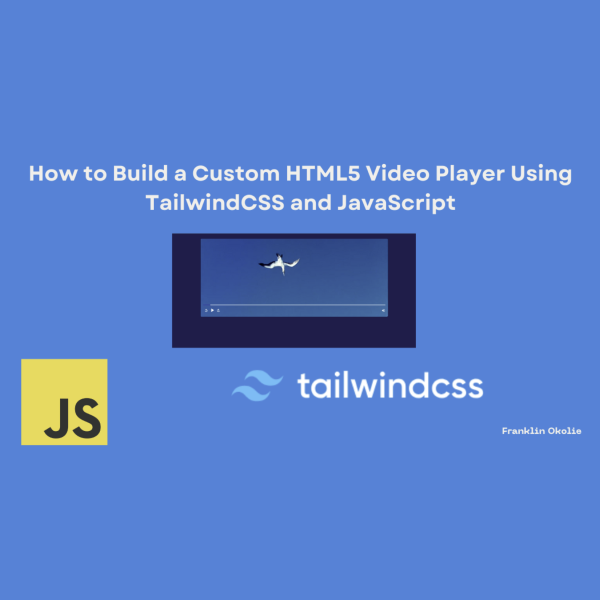 How to Build a Custom HTML5 Video Player Using
TailwindCSS and JavaScript
JS
tailwindcss
Franklin Okolie